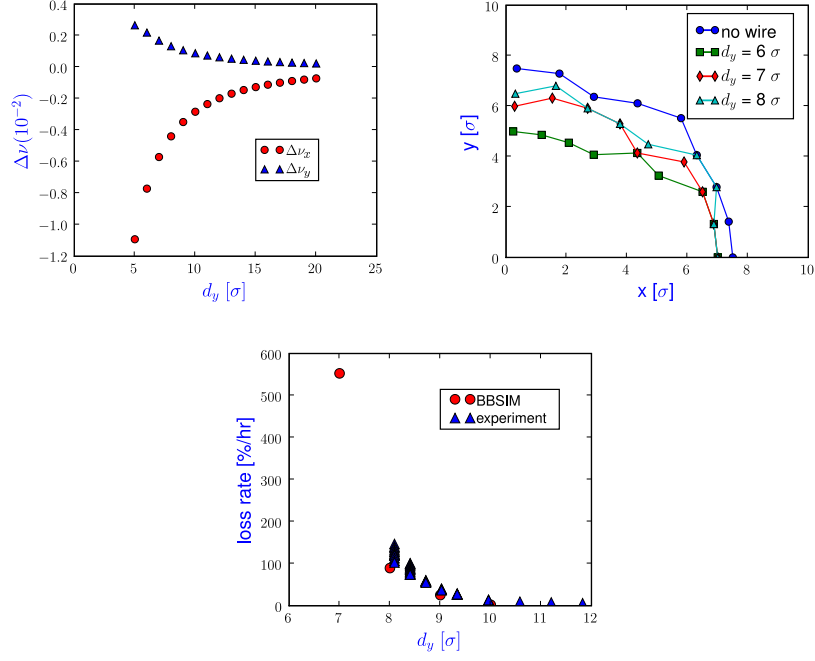 0.4
0.2
0.0
−0.2
−0.4
−0.6
−0.8
−1.0
−1.2
0 5 10 15 20 25
Δν(10⁻²)
d_y [σ]
Δν_x
Δν_y
10
8
6
4
2
0
0 2 4 6 8 10
y [σ]
x [σ]
no wire
d_y = 6 σ
d_y = 7 σ
d_y = 8 σ
600
500
400
300
200
100
0
6 7 8 9 10 11 12
loss rate [%/hr]
d_y [σ]
BBSIM
experiment